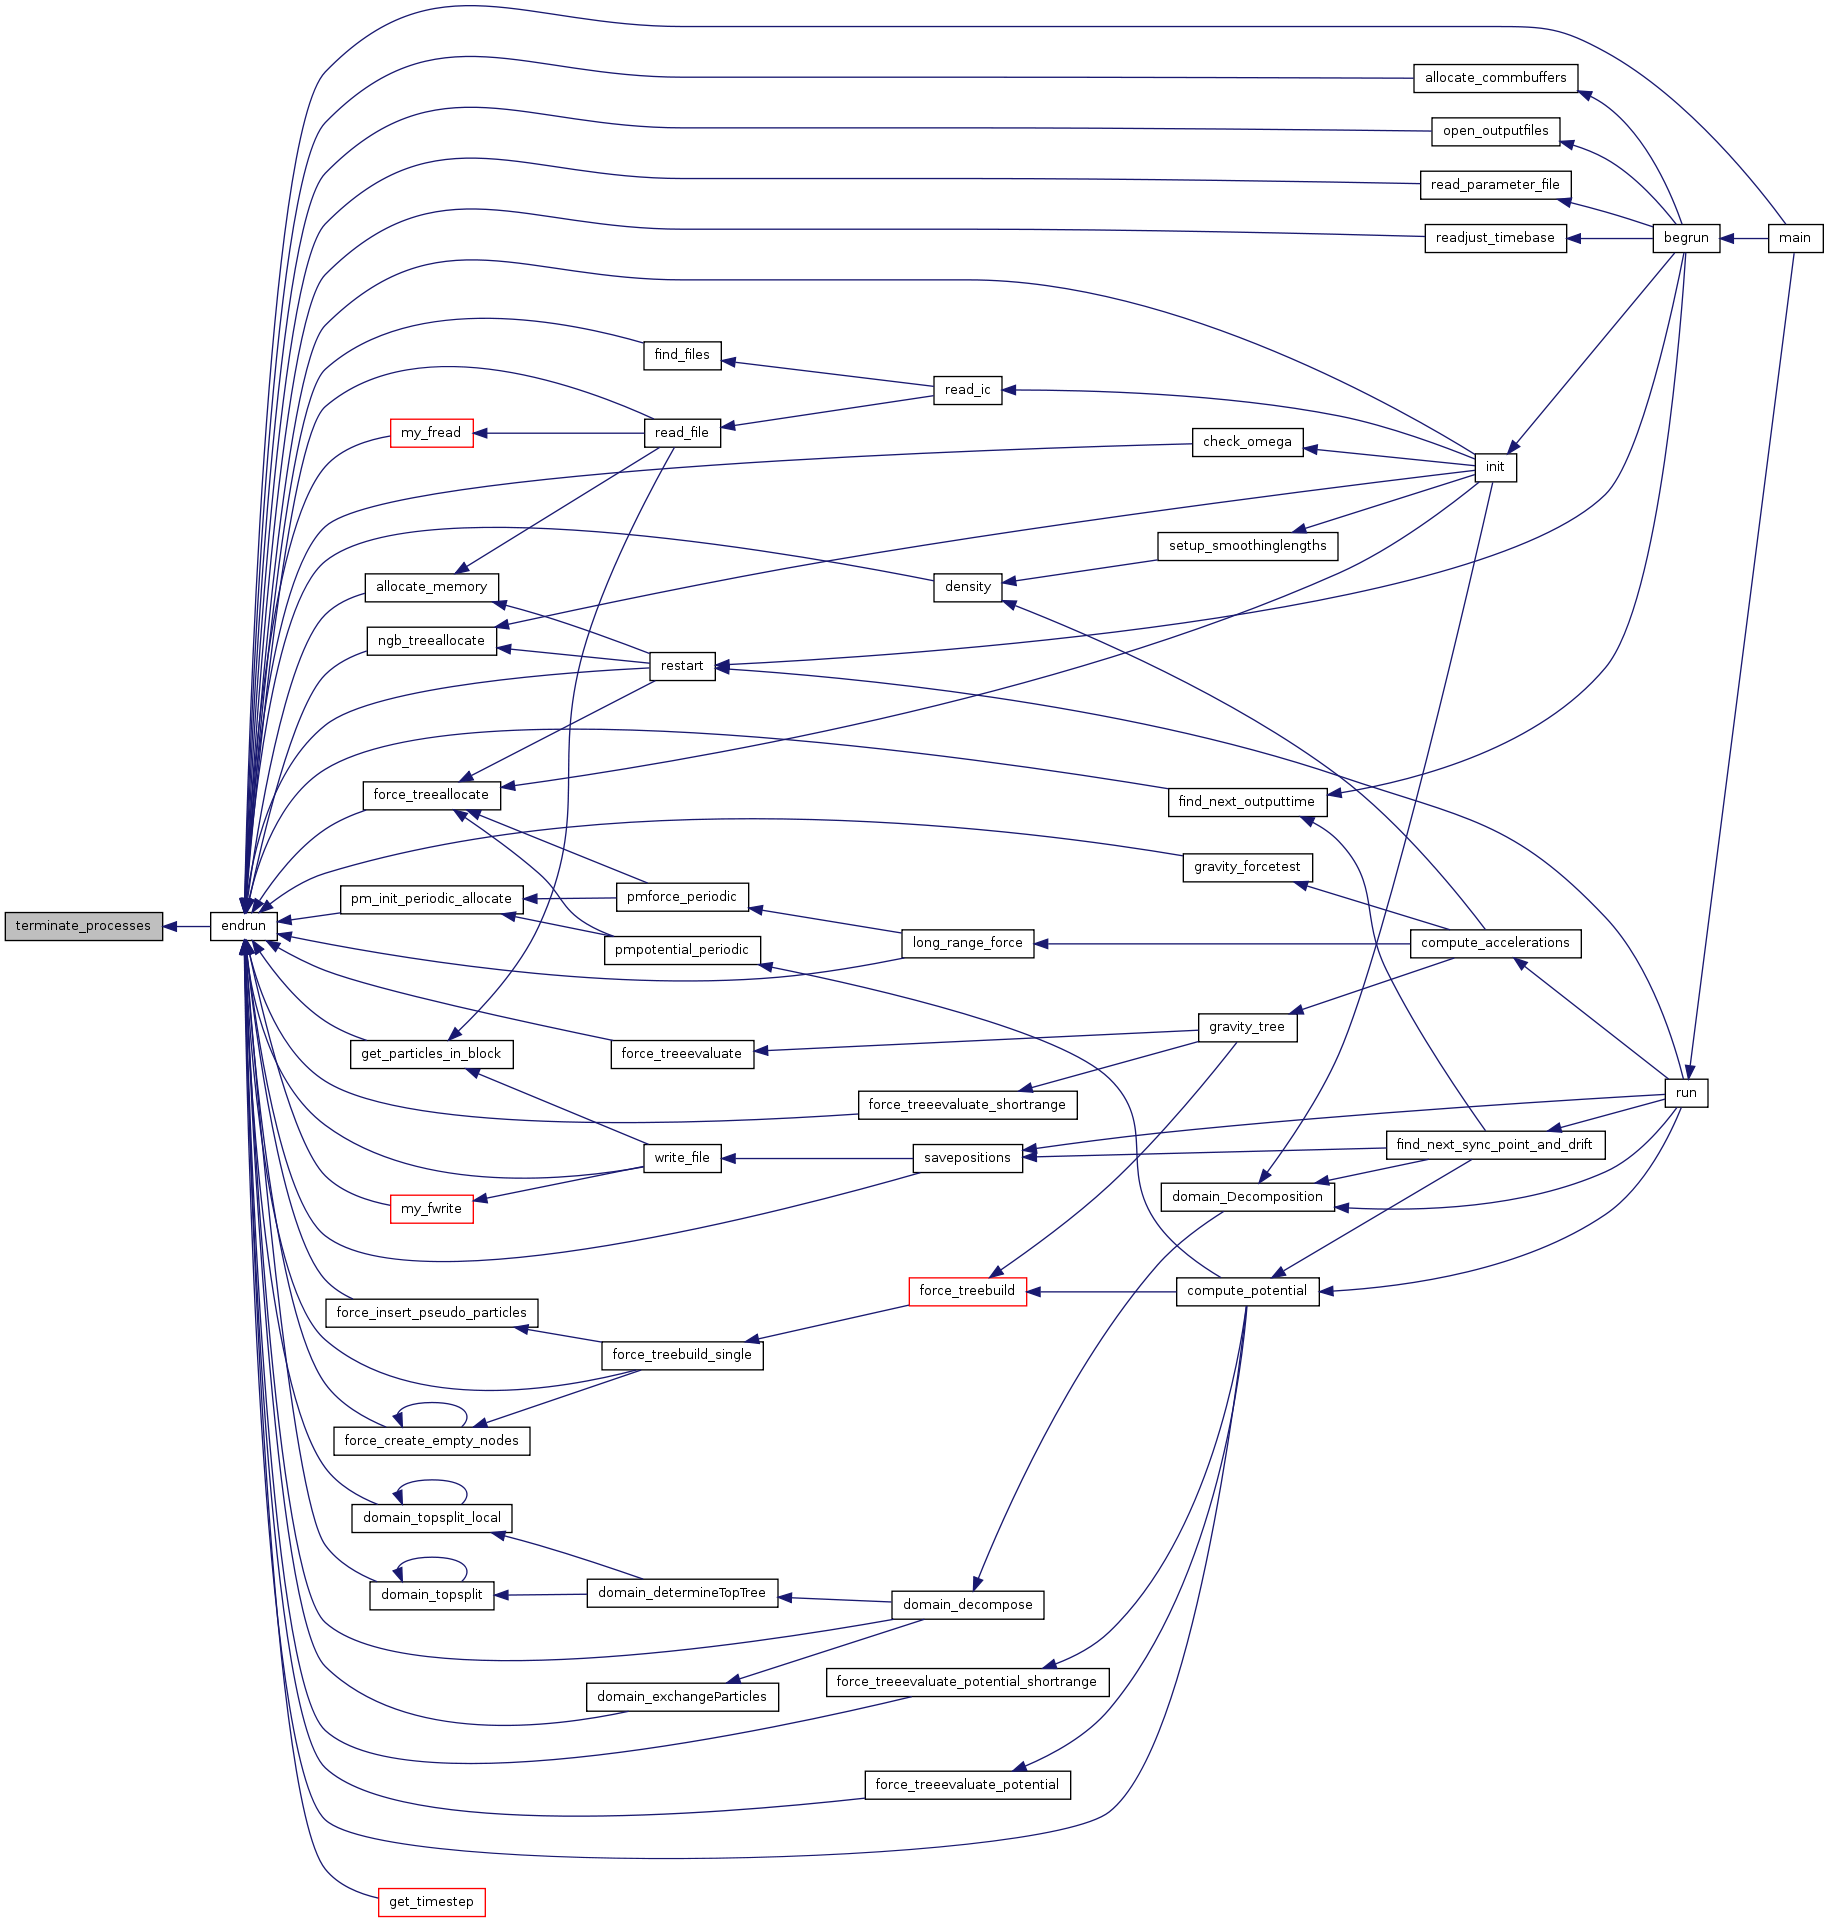 allocate_commbuffers
open_outputfiles
read_parameter_file
readjust_timebase
begrun
main
find_files
read_ic
my_fread
read_file
check_omega
init
setup_smoothinglengths
allocate_memory
density
ngb_treeallocate
restart
force_treeallocate
find_next_outputtime
gravity_forcetest
pm_init_periodic_allocate
pmforce_periodic
terminate_processes
endrun
long_range_force
compute_accelerations
pmpotential_periodic
gravity_tree
get_particles_in_block
force_treeevaluate
force_treeevaluate_shortrange
run
write_file
savepositions
find_next_sync_point_and_drift
domain_Decomposition
my_fwrite
force_treebuild
compute_potential
force_insert_pseudo_particles
force_treebuild_single
force_create_empty_nodes
domain_topsplit_local
domain_topsplit
domain_determineTopTree
domain_decompose
force_treeevaluate_potential_shortrange
domain_exchangeParticles
force_treeevaluate_potential
get_timestep